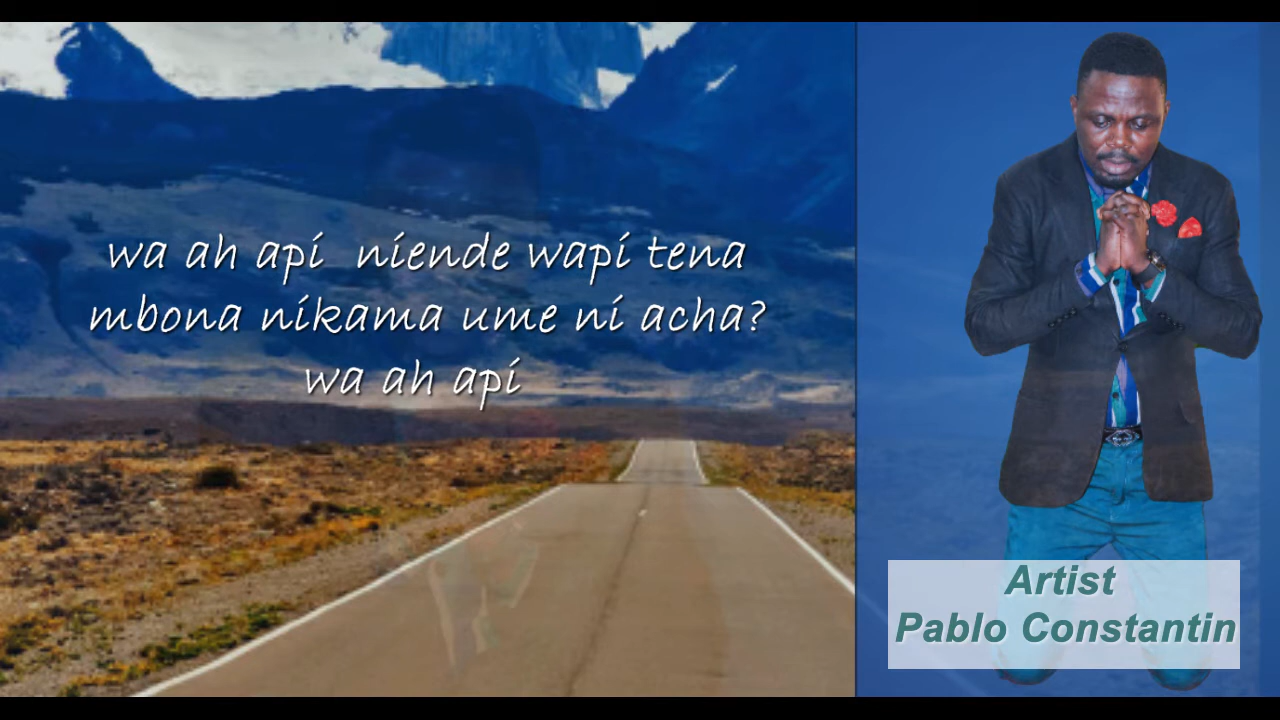 wa ah api niende wapi tena
mbona nikama ume ni acha?
wa ah api
Artist
Pablo Constantin